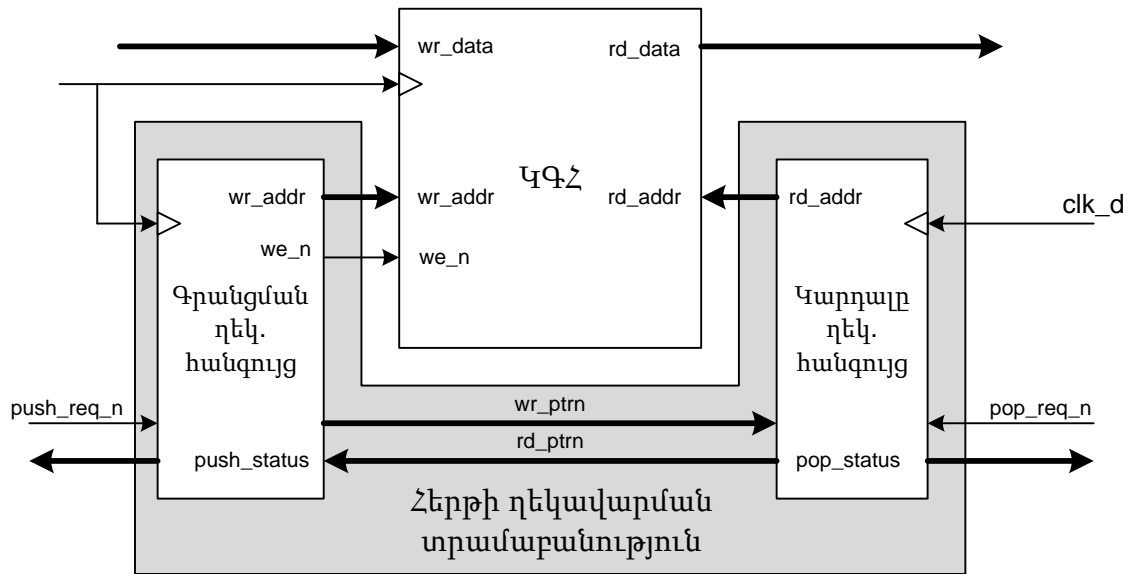 wr_data
rd_data
ԿԳՀ
wr_addr
wr_addr
rd_addr
rd_addr
clk_d
we_n
we_n
Գրանցման
ղեկ.
հանգույց
Կարդալը
ղեկ.
հանգույց
push_req_n
wr_ptrn
pop_req_n
rd_ptrn
push_status
pop_status
Հերթի ղեկավարման
տրամաբանություն